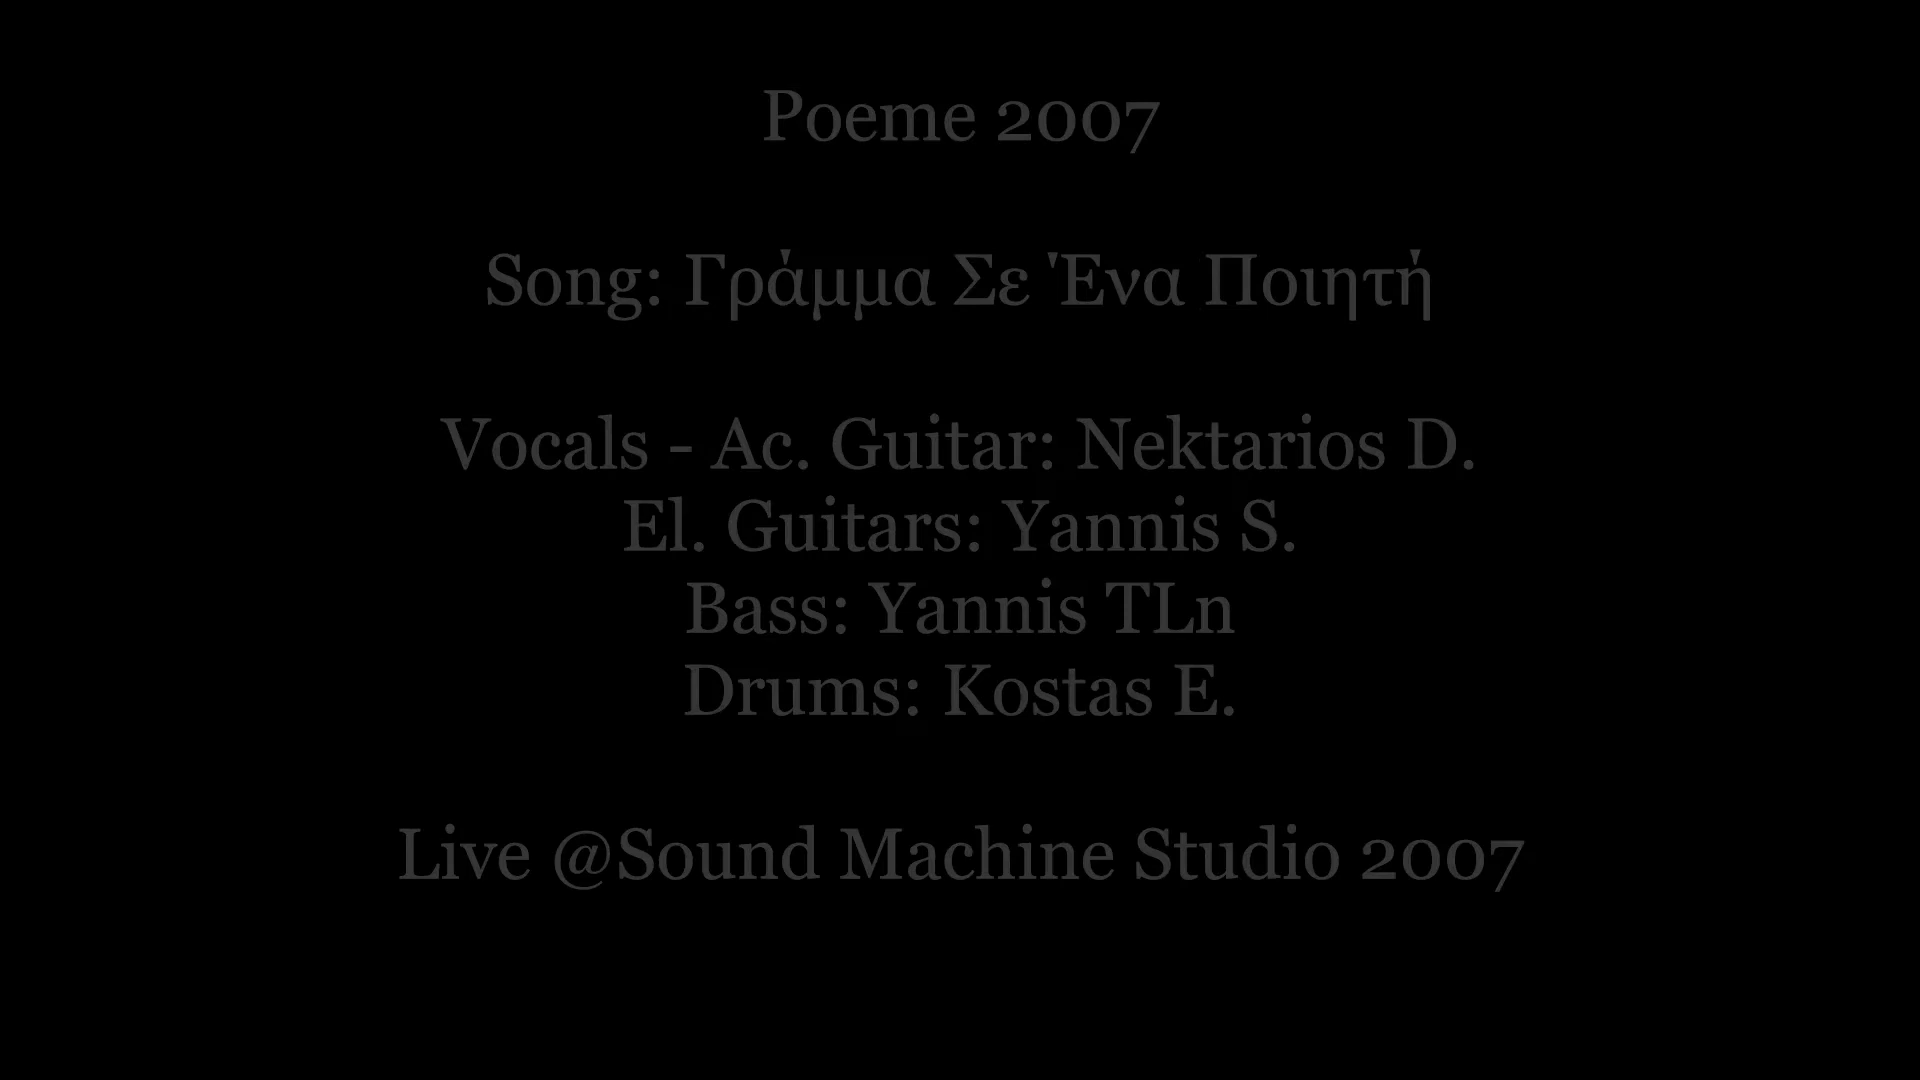 Poeme 2007
Song: Γράμμα Σε Ένα Ποιητή
Vocals - Ac. Guitar: Nektarios D.
El. Guitars: Yannis S.
Bass: Yannis TLn
Drums: Kostas E.
Live @Sound Machine Studio 2007